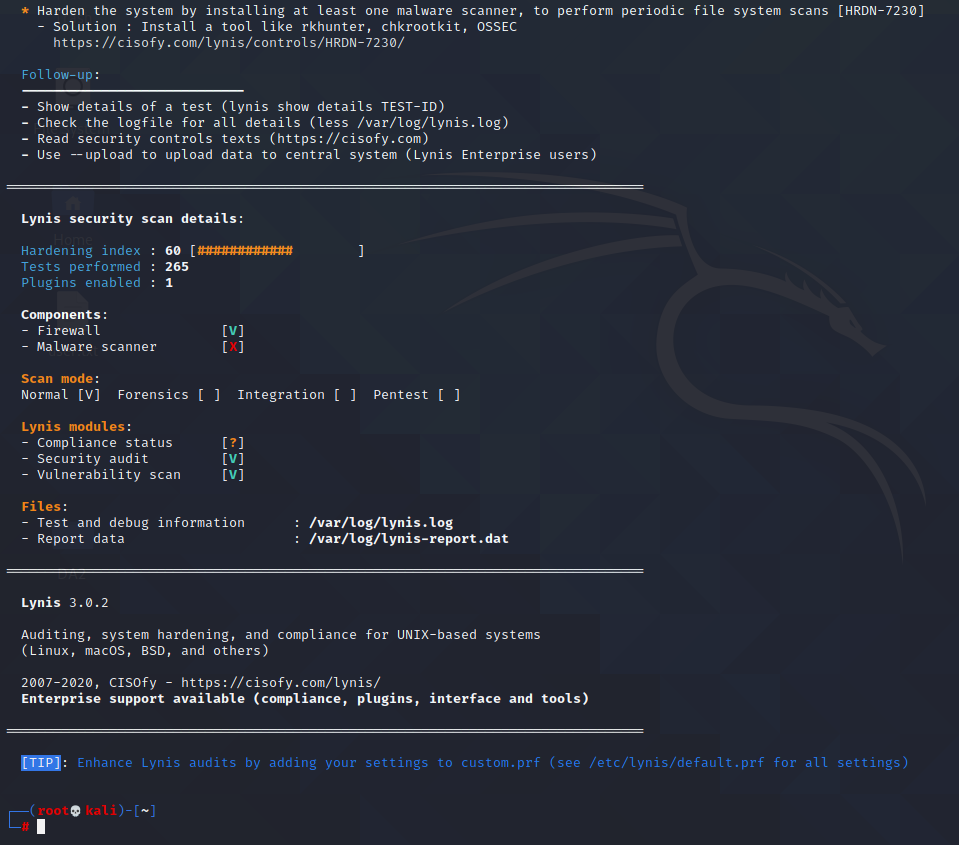 * Harden the system by installing at least one malware scanner, to perform periodic file system scans [HRDN-7230]
- Solution : Install a tool like rkhunter, chkrootkit, OSSEC
https://cisofy.com/lynis/controls/HRDN-7230/
Follow-up:
- Show details of a test (lynis show details TEST-ID)
- Check the logfile for all details (less /var/log/lynis.log)
- Read security controls texts (https://cisofy.com)
- Use --upload to upload data to central system (Lynis Enterprise users)
Lynis security scan details:
Home
Hardening index : 60 [############        ]
Tests performed : 265
Plugins enabled : 1
Components:
- Firewall [V]
- Malware scanner [X]
Scan mode:
Normal [V]  Forensics [ ]  Integration [ ]  Pentest [ ]
Lynis modules:
- Compliance status [?]
- Security audit [V]
- Vulnerability scan [V]
Files:
- Test and debug information : /var/log/lynis.log
- Report data : /var/log/lynis-report.dat
Lynis 3.0.2
Auditing, system hardening, and compliance for UNIX-based systems
(Linux, macOS, BSD, and others)
2007-2020, CISOfy - https://cisofy.com/lynis/
Enterprise support available (compliance, plugins, interface and tools)
[TIP]: Enhance Lynis audits by adding your settings to custom.prf (see /etc/lynis/default.prf for all settings)
┌──(root💀kali)-[~]
└─#